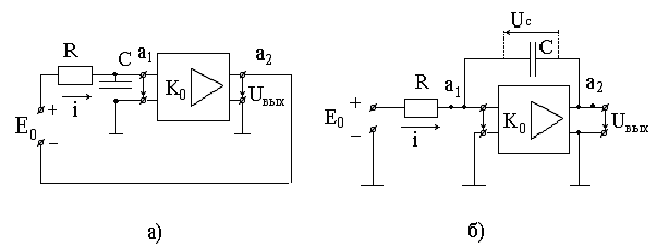 R
C
a₁
a₂
K₀
Uвых
+
E₀
−
i
а)
Uc
C
R
a₁
a₂
+
E₀
−
i
K₀
Uвых
б)